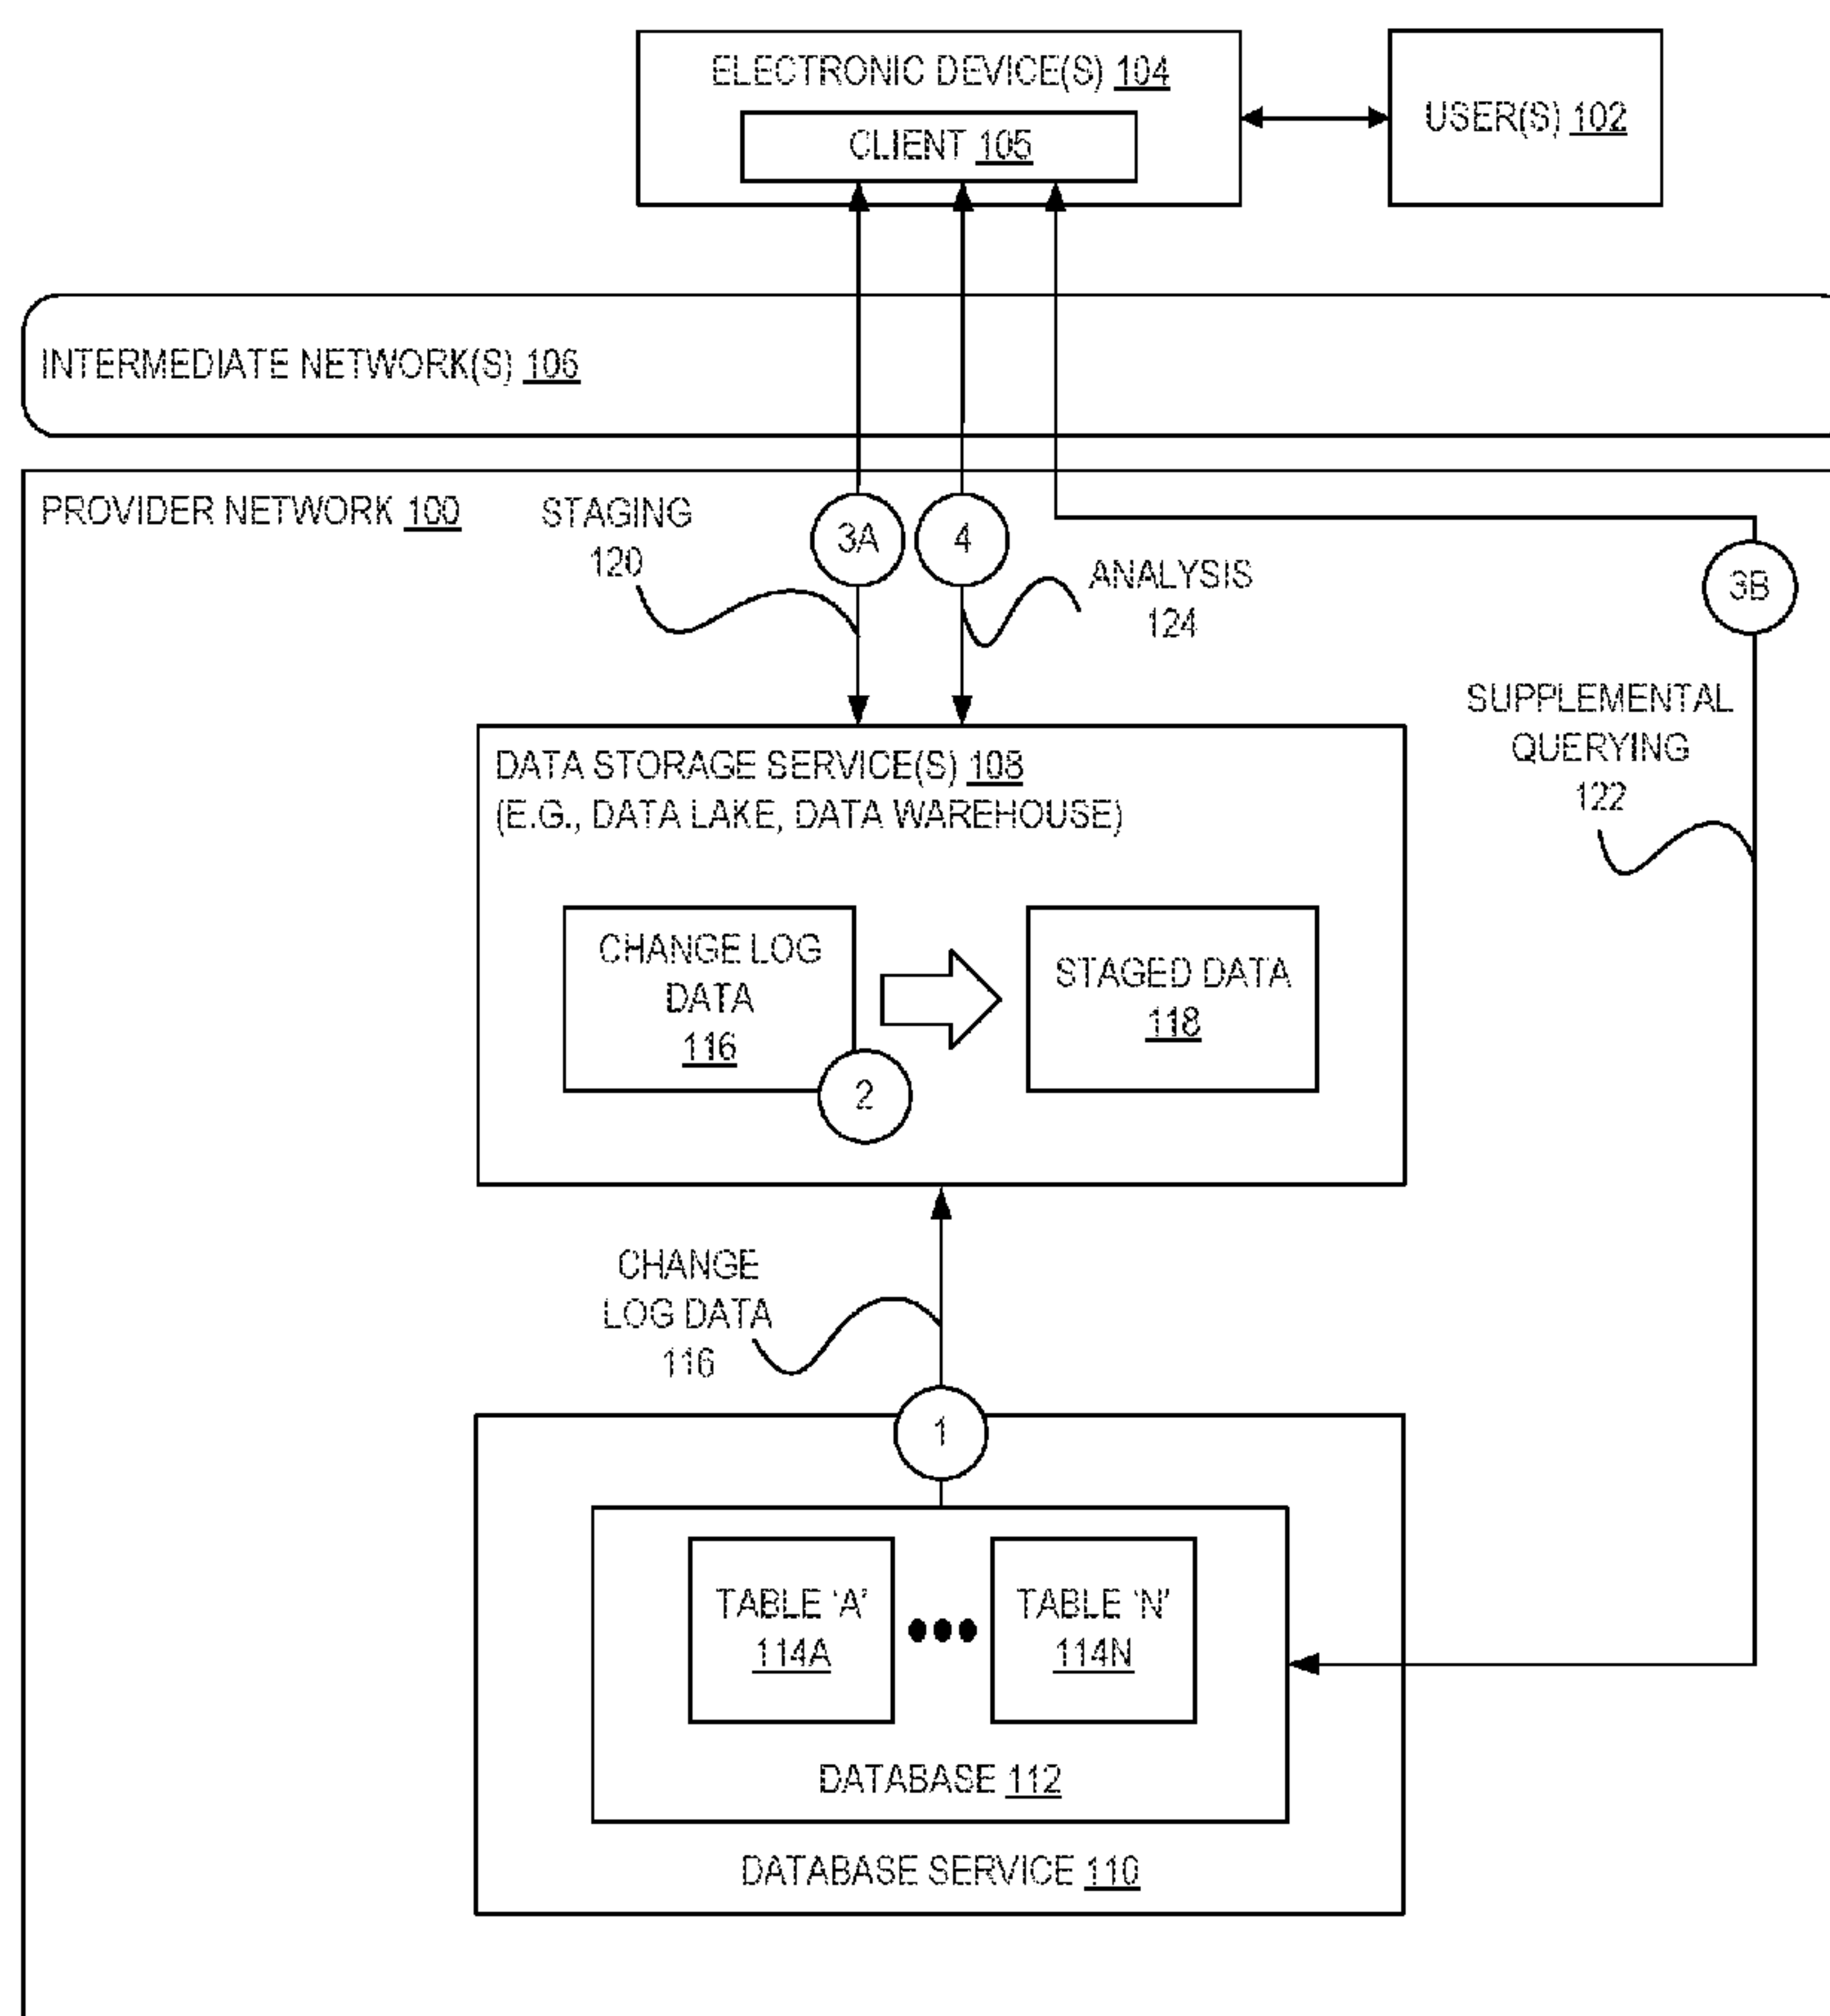 ELECTRONIC DEVICE(S) 104
CLIENT 105
USER(S) 102
INTERMEDIATE NETWORK(S) 106
PROVIDER NETWORK 100
STAGING
120
3A
4
ANALYSIS
124
3B
SUPPLEMENTAL
QUERYING
122
DATA STORAGE SERVICE(S) 108
(E.G., DATA LAKE, DATA WAREHOUSE)
CHANGE LOG
DATA
116
2
STAGED DATA
118
CHANGE
LOG DATA
116
1
TABLE ‘A’
114A
TABLE ‘N’
114N
DATABASE 112
DATABASE SERVICE 110